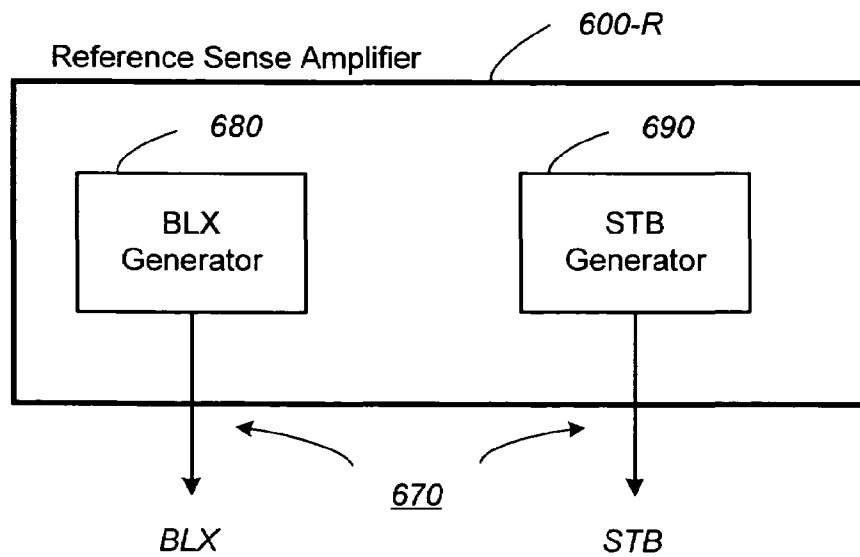 600-R
Reference Sense Amplifier
680
690
BLX
Generator
STB
Generator
670
BLX
STB